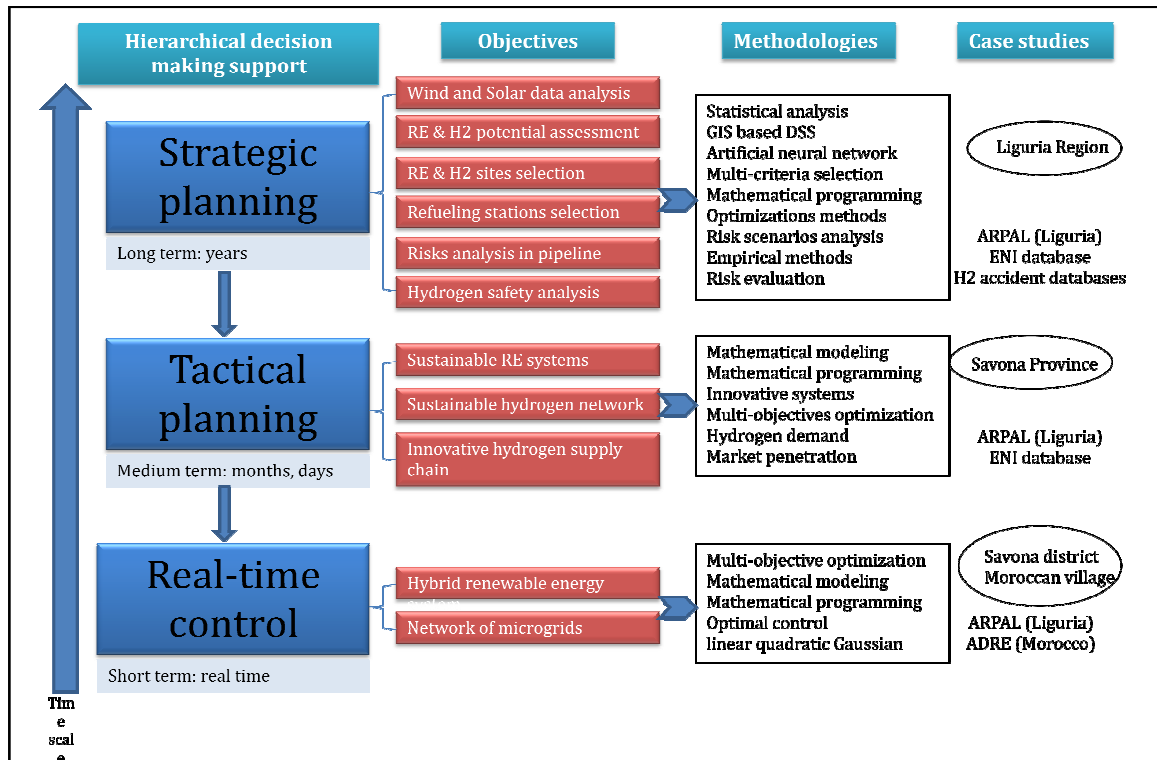 Hierarchical decision
making support
Objectives
Methodologies
Case studies
Strategic
planning
Long term: years
Wind and Solar data analysis
RE & H2 potential assessment
RE & H2 sites selection
Refueling stations selection
Risks analysis in pipeline
Hydrogen safety analysis
Statistical analysis
GIS based DSS
Artificial neural network
Multi-criteria selection
Mathematical programming
Optimizations methods
Risk scenarios analysis
Empirical methods
Risk evaluation
Liguria Region
ARPAL (Liguria)
ENI database
H2 accident databases
Tactical
planning
Medium term: months, days
Sustainable RE systems
Sustainable hydrogen network
Innovative hydrogen supply
chain
Mathematical modeling
Mathematical programming
Innovative systems
Multi-objectives optimization
Hydrogen demand
Market penetration
Savona Province
ARPAL (Liguria)
ENI database
Real-time
control
Short term: real time
Hybrid renewable energy
Network of microgrids
Multi-objective optimization
Mathematical modeling
Mathematical programming
Optimal control
linear quadratic Gaussian
Savona district
Moroccan village
ARPAL (Liguria)
ADRE (Morocco)
Tim
e
scal
e